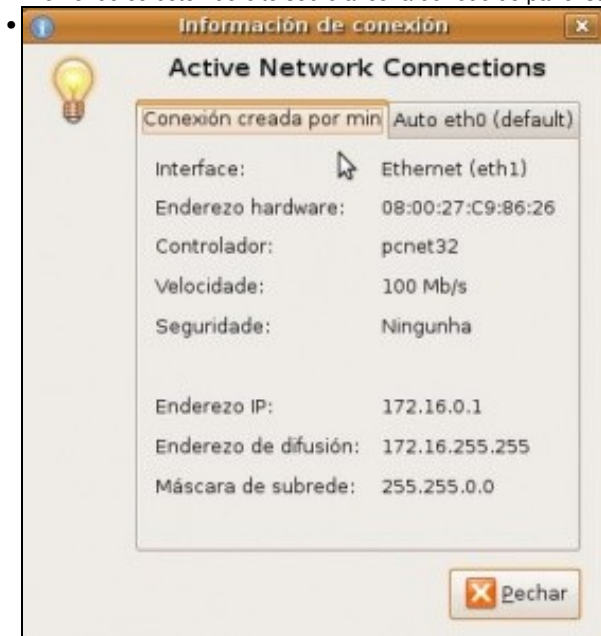 Información de conexión
Active Network Connections
Conexión creada por min Auto eth0 (default)
Interface: Ethernet (eth1)
Enderezo hardware: 08:00:27:C9:86:26
Controlador: pcnet32
Velocidade: 100 Mb/s
Seguridade: Ningunha
Enderezo IP: 172.16.0.1
Enderezo de difusión: 172.16.255.255
Máscara de subrede: 255.255.0.0
Pechar